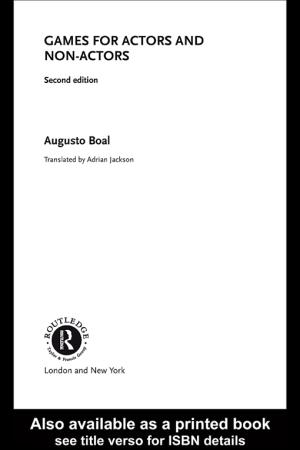 GAMES FOR ACTORS AND
NON-ACTORS
Second edition
Augusto Boal
Translated by Adrian Jackson
ROUTLEDGE
R
Taylor & Francis Group
London and New York
Also available as a printed book
see title verso for ISBN details